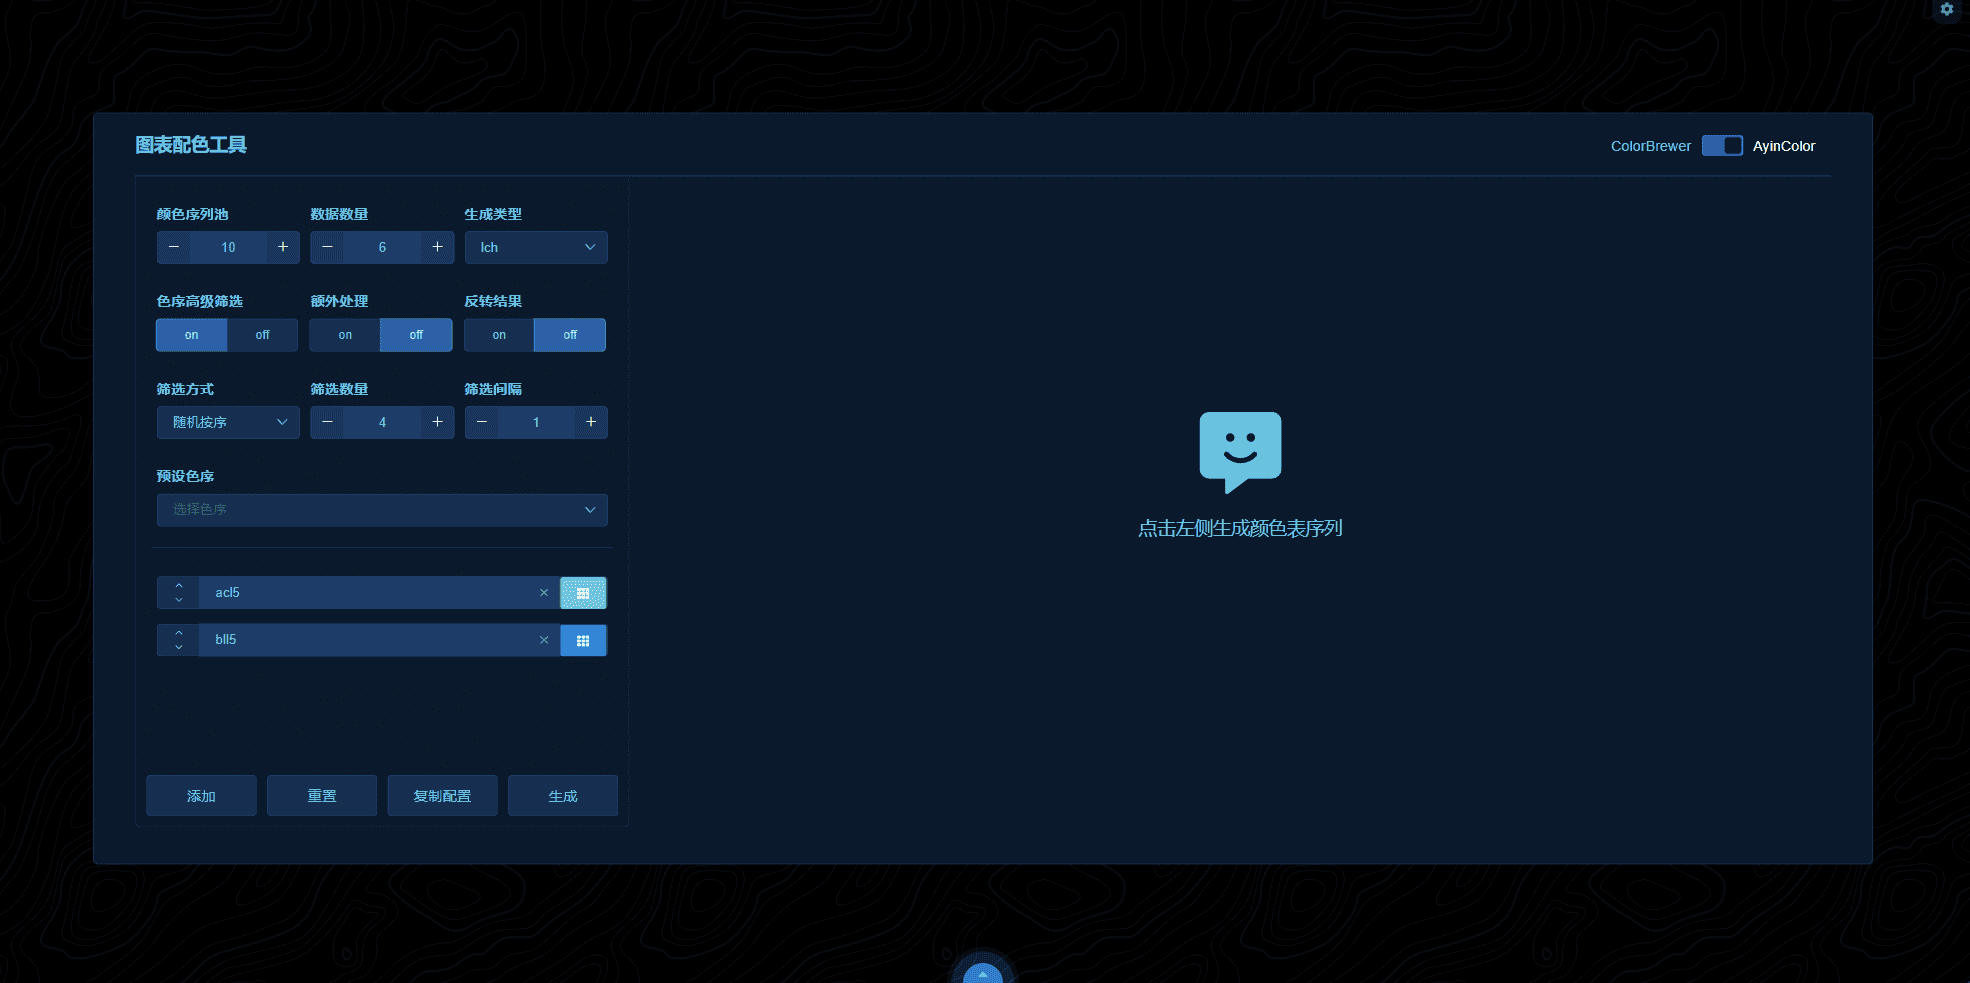 图表配色工具
ColorBrewer AyinColor
颜色序列池 数据数量 生成类型
− 10 + − 6 + lch
色序高级筛选 额外处理 反转结果
on off on off on off
筛选方式 筛选数量 筛选间隔
随机按序 − 4 + − 1 +
预设色序
选择色序
acl5
bll5
添加 重置 复制配置 生成
点击左侧生成颜色表序列